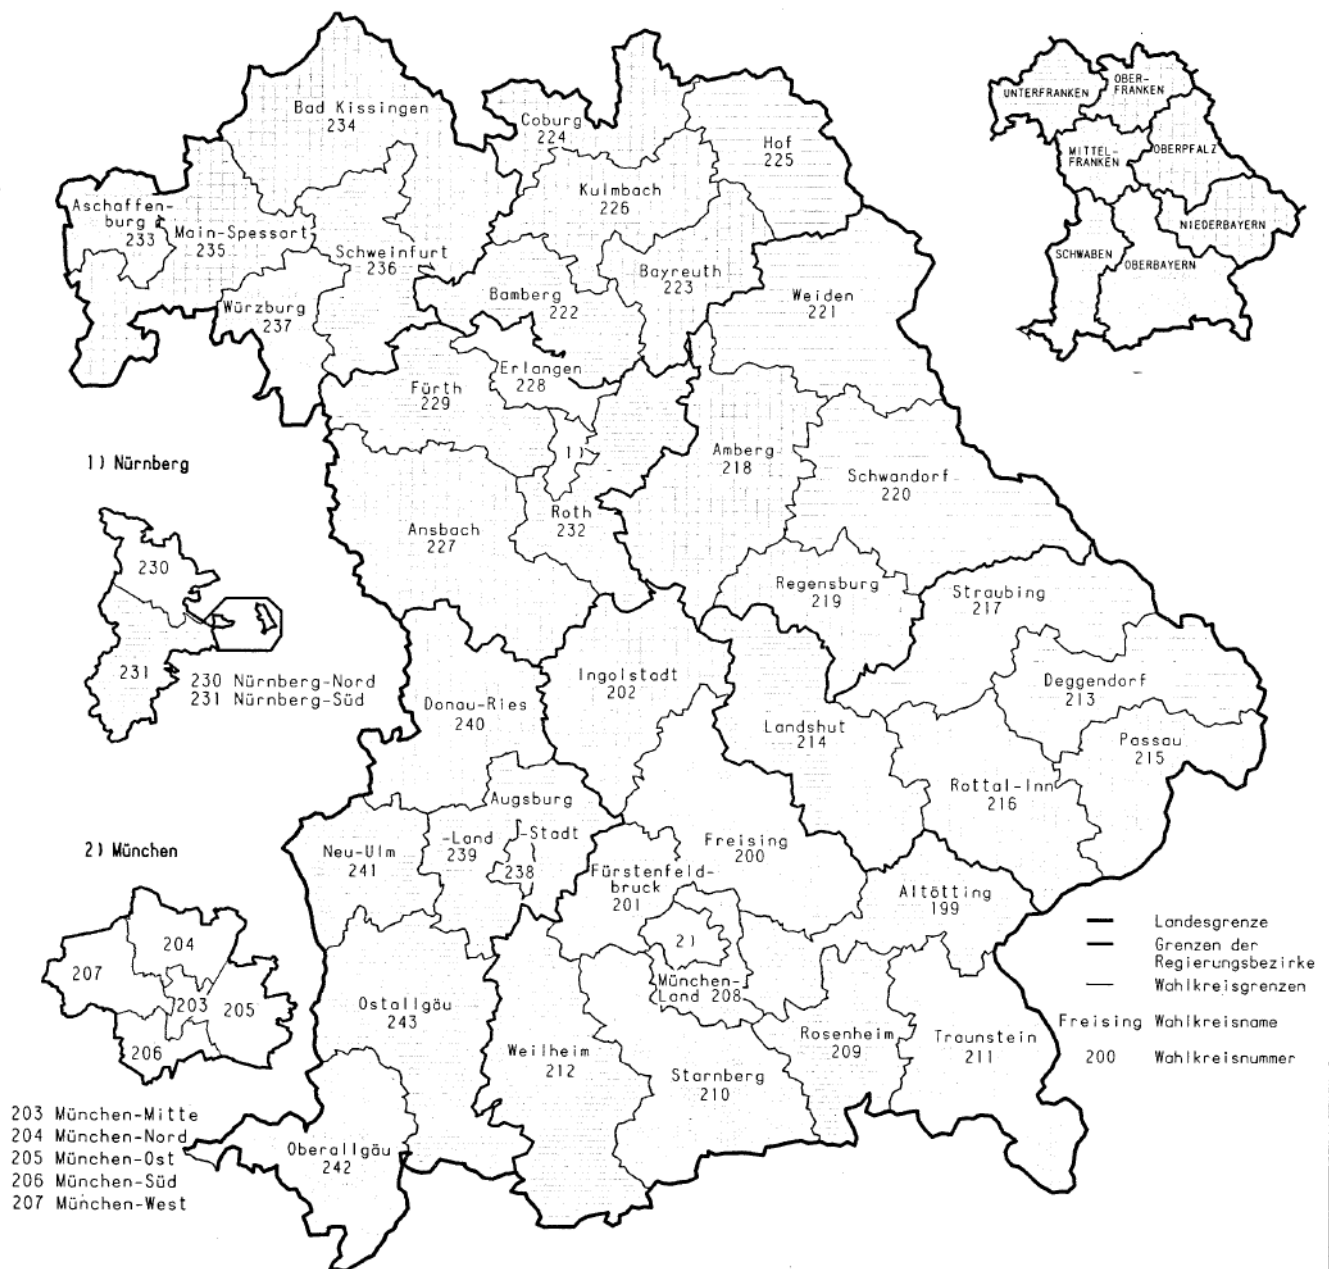 Bad Kissingen
234
Coburg
224
Hof
225
Kulmbach
226
Aschaffen-
burg
233
Main-Spessart
235
Schweinfurt
236
Bayreuth
223
Würzburg
237
Bamberg
222
Weiden
221
Erlangen
228
Fürth
229
1)
Amberg
218
Schwandorf
220
Roth
232
Ansbach
227
Regensburg
219
Straubing
217
Ingolstadt
202
Deggendorf
213
Donau-Ries
240
Landshut
214
Passau
215
Rottal-Inn
216
Augsburg
-Land
239
-Stadt
238
Neu-Ulm
241
Freising
200
Fürstenfeld-
bruck
201
Altötting
199
2)
München-
Land 208
Ostallgäu
243
Weilheim
212
Starnberg
210
Rosenheim
209
Traunstein
211
Oberallgäu
242
UNTERFRANKEN
OBER-
FRANKEN
MITTEL-
FRANKEN
OBERPFALZ
NIEDERBAYERN
SCHWABEN
OBERBAYERN
1) Nürnberg
230
231
230 Nürnberg-Nord
231 Nürnberg-Süd
2) München
204
207
203
205
206
203 München-Mitte
204 München-Nord
205 München-Ost
206 München-Süd
207 München-West
Landesgrenze
Grenzen der
Regierungsbezirke
Wahlkreisgrenzen
Freising Wahlkreisname
200 Wahlkreisnummer